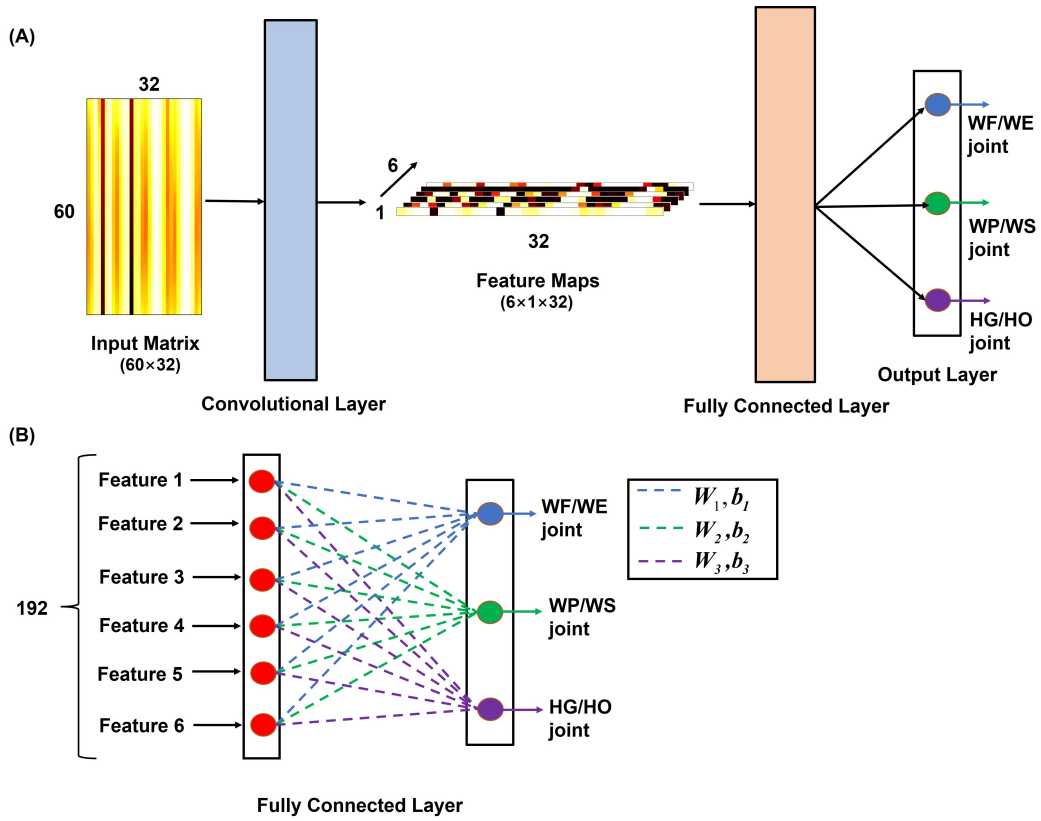 (A)
32
60
Input Matrix
(60×32)
Convolutional Layer
6
1
32
Feature Maps
(6×1×32)
Fully Connected Layer
WF/WE
joint
WP/WS
joint
HG/HO
joint
Output Layer
(B)
192
Feature 1
Feature 2
Feature 3
Feature 4
Feature 5
Feature 6
Fully Connected Layer
WF/WE
joint
WP/WS
joint
HG/HO
joint
W₁,b₁
W₂,b₂
W₃,b₃